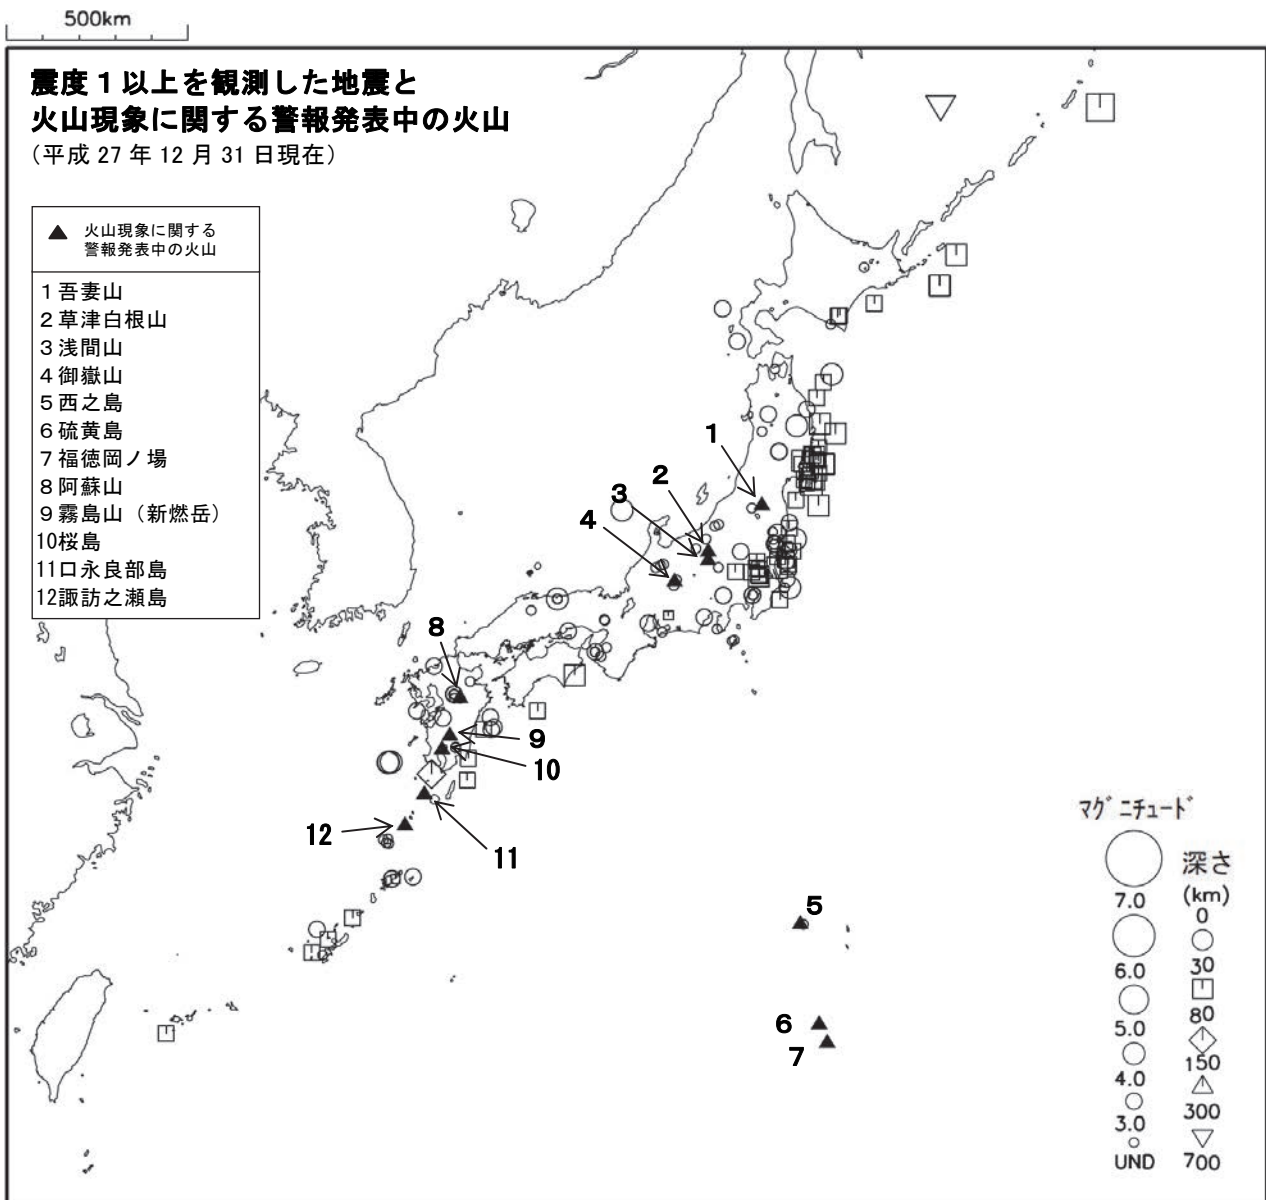 500km
震度１以上を観測した地震と
火山現象に関する警報発表中の火山
（平成 27 年 12 月 31 日現在）
▲ 火山現象に関する
警報発表中の火山
1 吾妻山
2 草津白根山
3 浅間山
4 御嶽山
5 西之島
6 硫黄島
7 福徳岡ノ場
8 阿蘇山
9 霧島山（新燃岳）
10 桜島
11 口永良部島
12 諏訪之瀬島
1
2
3
4
8
9
10
12
11
5
6
7
ﾏｸﾞﾆﾁｭｰﾄﾞ
7.0
6.0
5.0
4.0
3.0
UND
深さ
(km)
0
30
80
150
300
700